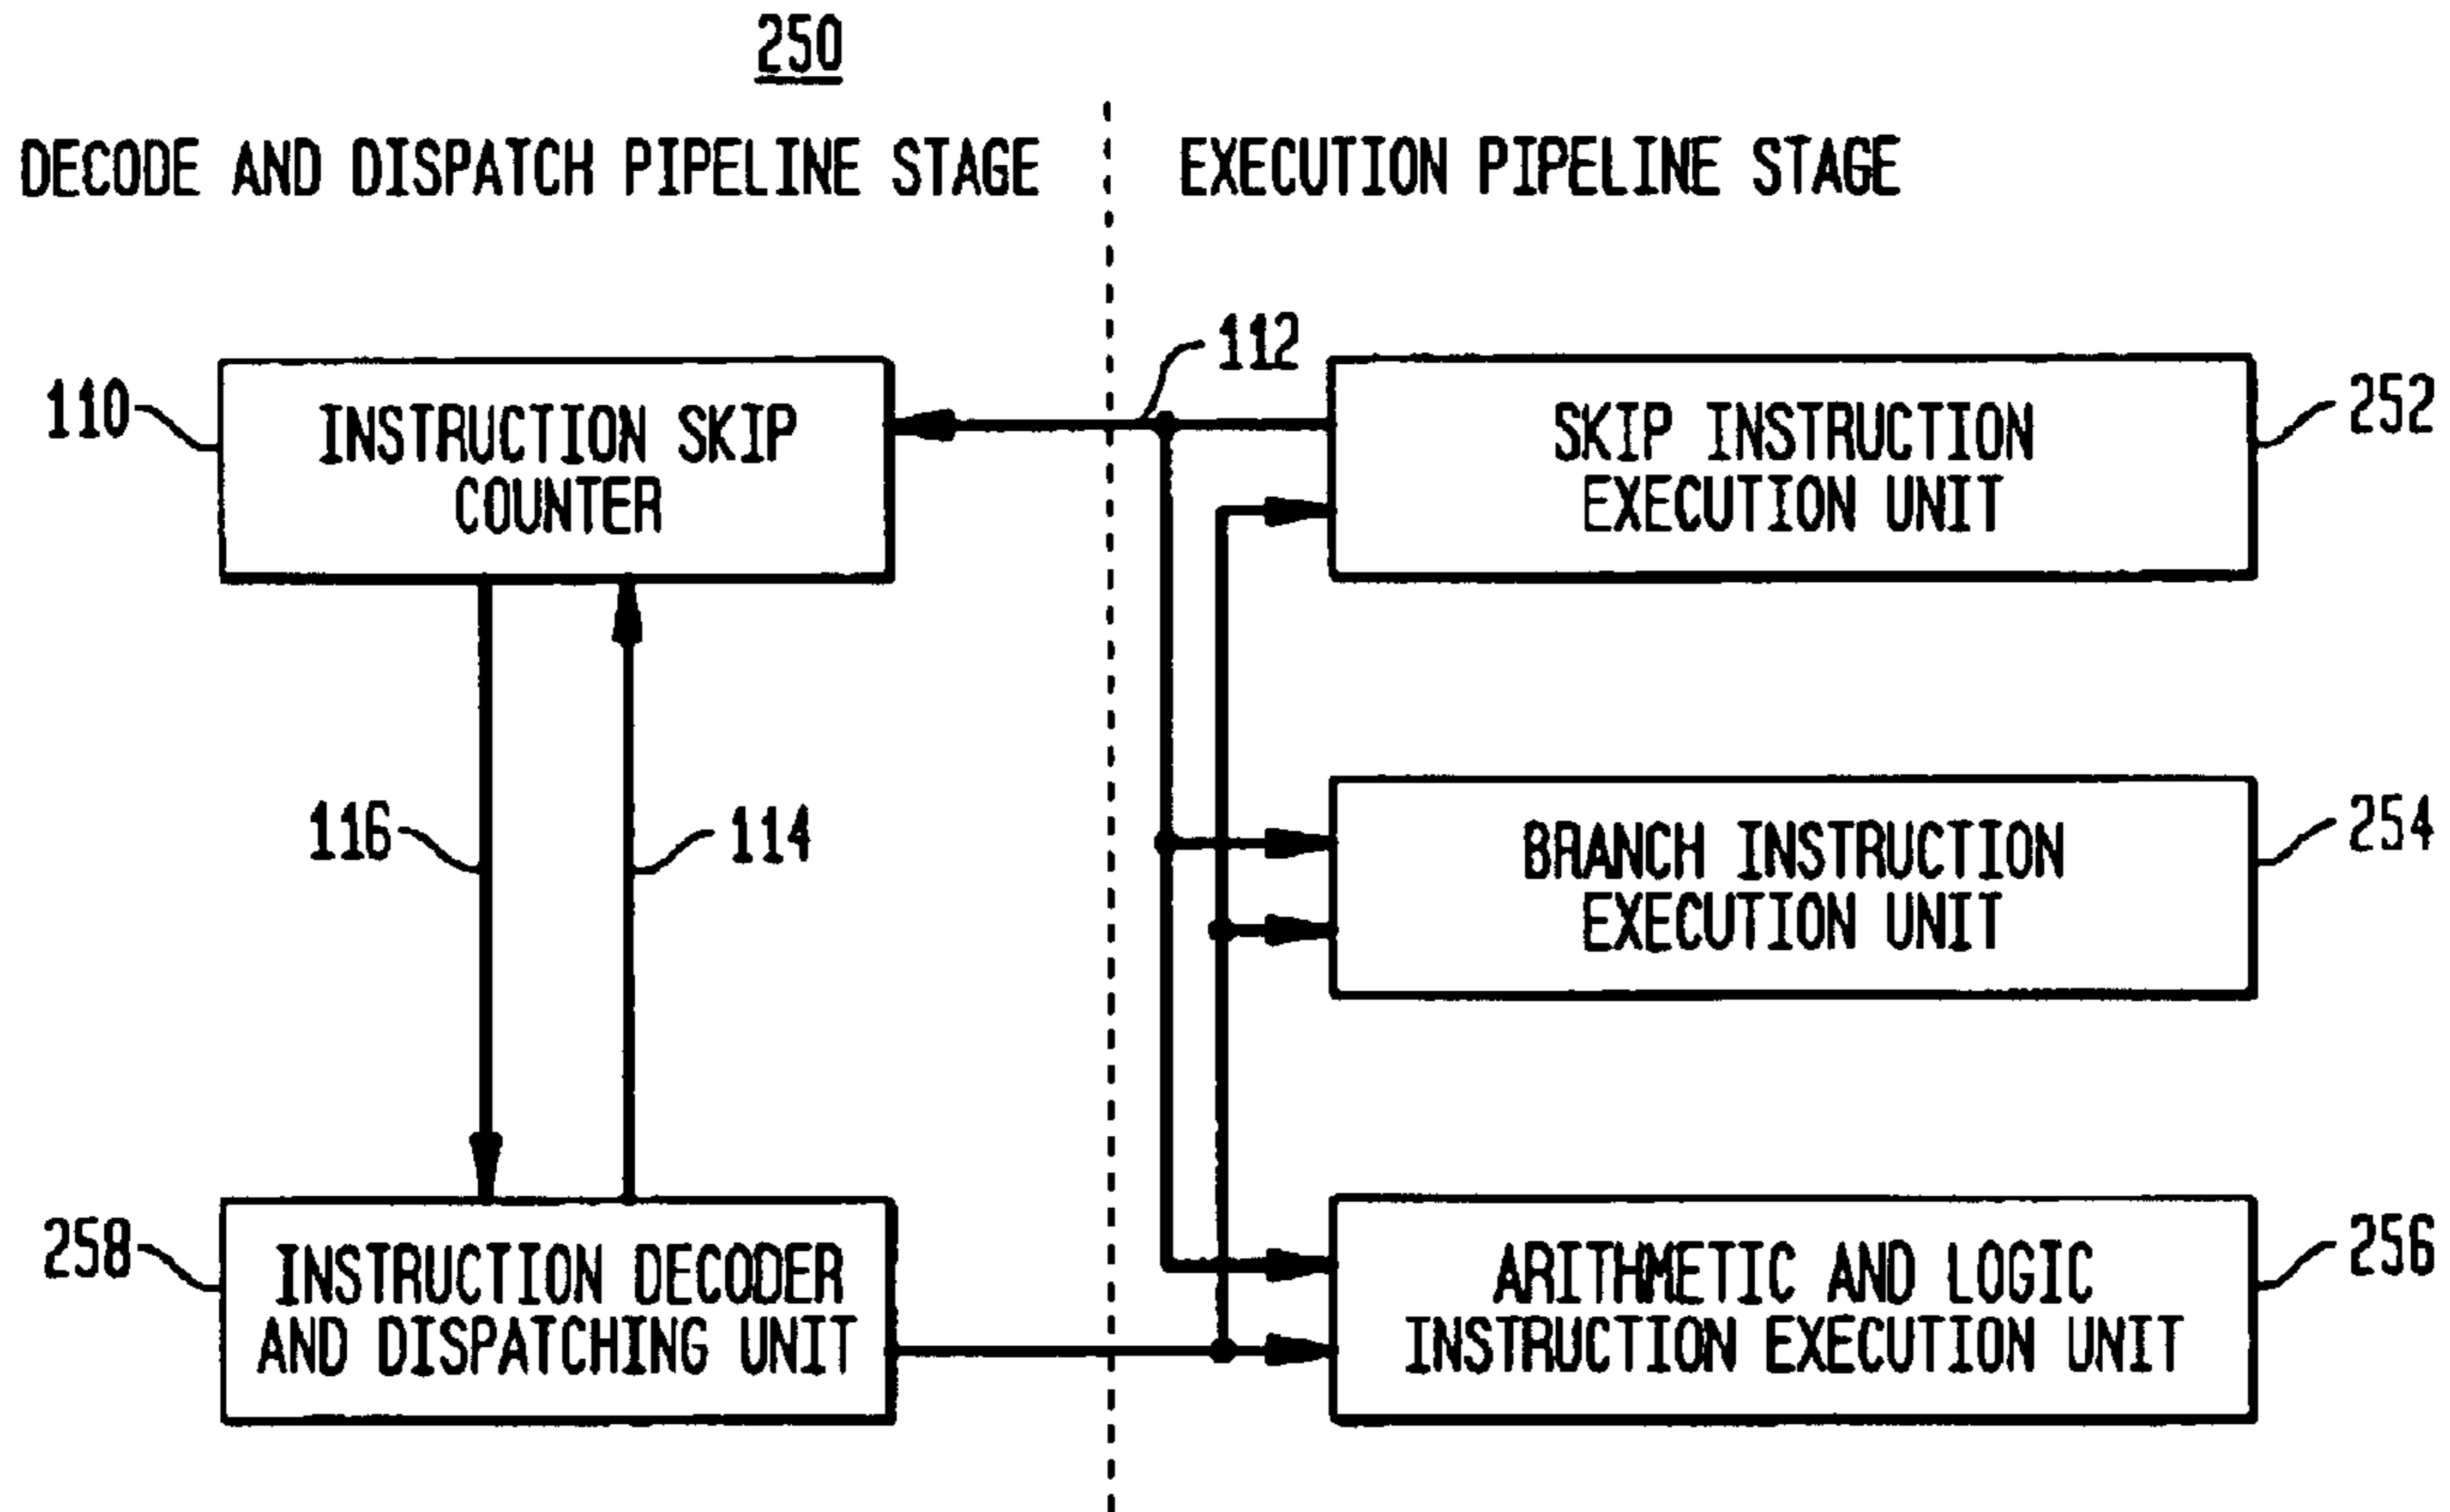 250
DECODE AND DISPATCH PIPELINE STAGE
EXECUTION PIPELINE STAGE
110
INSTRUCTION SKIP
COUNTER
112
SKIP INSTRUCTION
EXECUTION UNIT
252
116
114
BRANCH INSTRUCTION
EXECUTION UNIT
254
258
INSTRUCTION DECODER
AND DISPATCHING UNIT
ARITHMETIC AND LOGIC
INSTRUCTION EXECUTION UNIT
256